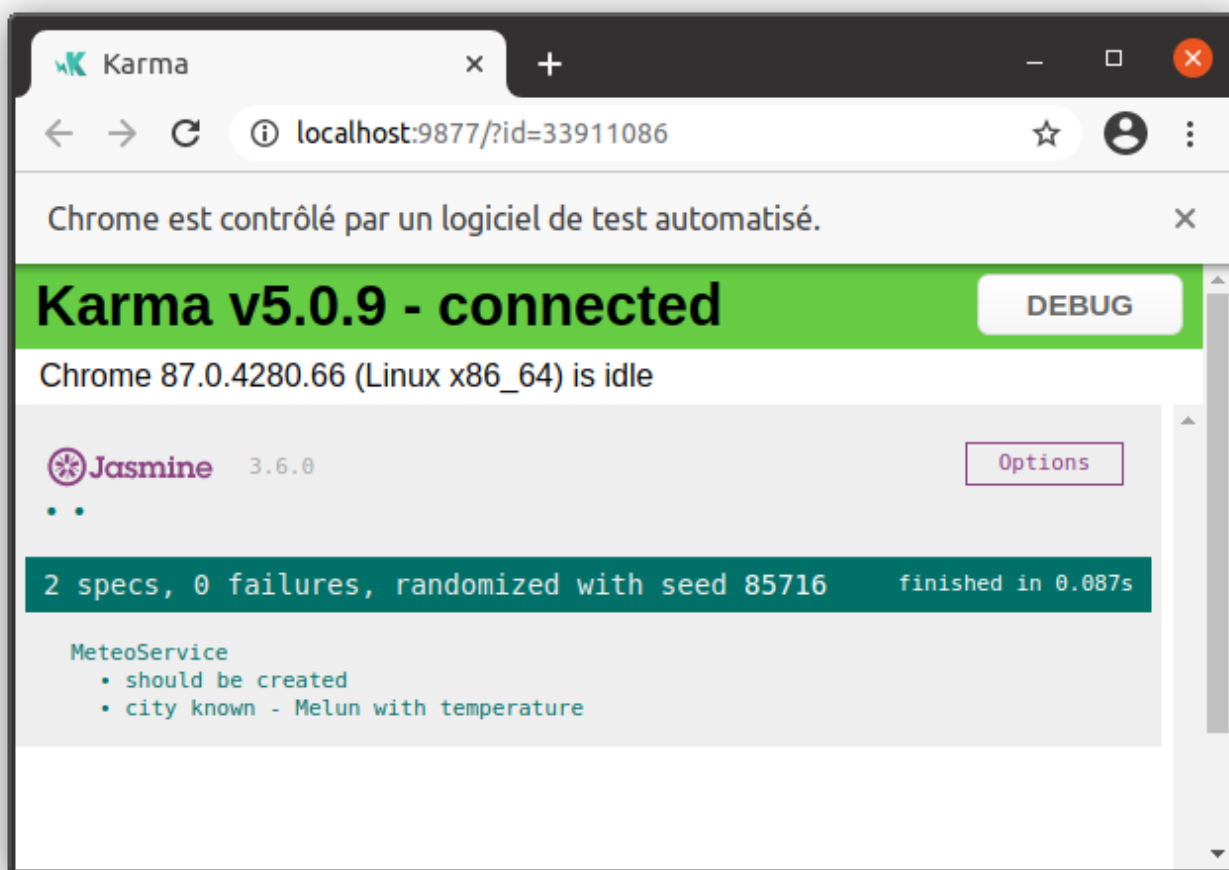 Karma
localhost:9877/?id=33911086
Chrome est contrôlé par un logiciel de test automatisé.
Karma v5.0.9 - connected
DEBUG
Chrome 87.0.4280.66 (Linux x86_64) is idle
Jasmine 3.6.0
Options
2 specs, 0 failures, randomized with seed 85716
finished in 0.087s
MeteoService
• should be created
• city known - Melun with temperature